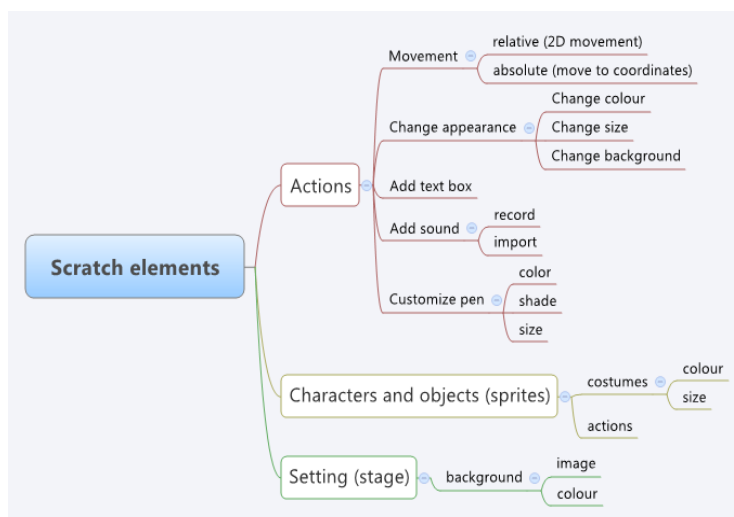 Scratch elements
Actions
Movement
relative (2D movement)
absolute (move to coordinates)
Change appearance
Change colour
Change size
Change background
Add text box
Add sound
record
import
Customize pen
color
shade
size
Characters and objects (sprites)
costumes
colour
size
actions
Setting (stage)
background
image
colour